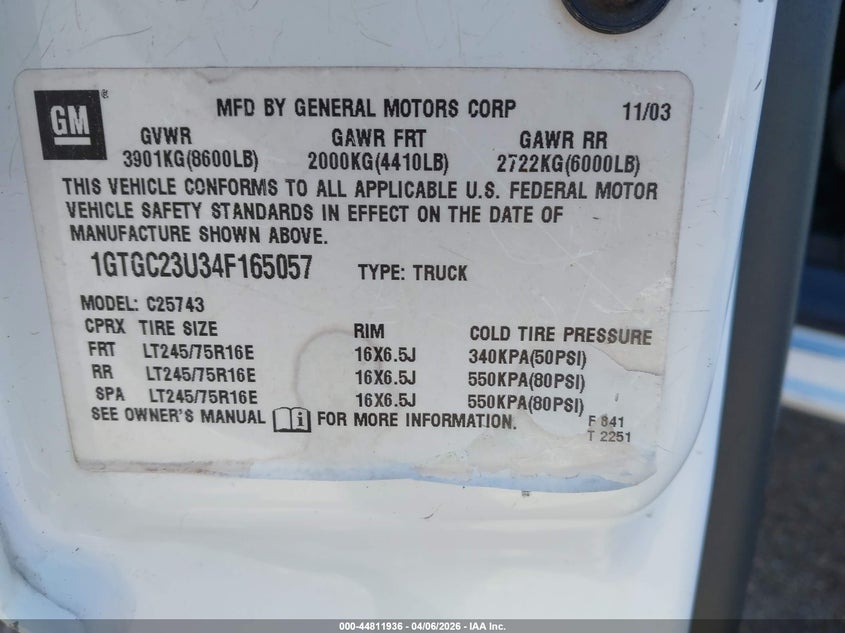 GM ®
MFD BY GENERAL MOTORS CORP 11/03
GVWR GAWR FRT GAWR RR
3901KG(8600LB) 2000KG(4410LB) 2722KG(6000LB)
THIS VEHICLE CONFORMS TO ALL APPLICABLE U.S. FEDERAL MOTOR
VEHICLE SAFETY STANDARDS IN EFFECT ON THE DATE OF
MANUFACTURE SHOWN ABOVE.
1GTGC23U34F165057 TYPE: TRUCK
MODEL: C25743
CPRX TIRE SIZE RIM COLD TIRE PRESSURE
FRT LT245/75R16E 16X6.5J 340KPA(50PSI)
RR LT245/75R16E 16X6.5J 550KPA(80PSI)
SPA LT245/75R16E 16X6.5J 550KPA(80PSI)
SEE OWNER'S MANUAL i FOR MORE INFORMATION.
F 841
T 2251
000-44811936 - 04/06/2026 - IAA Inc.